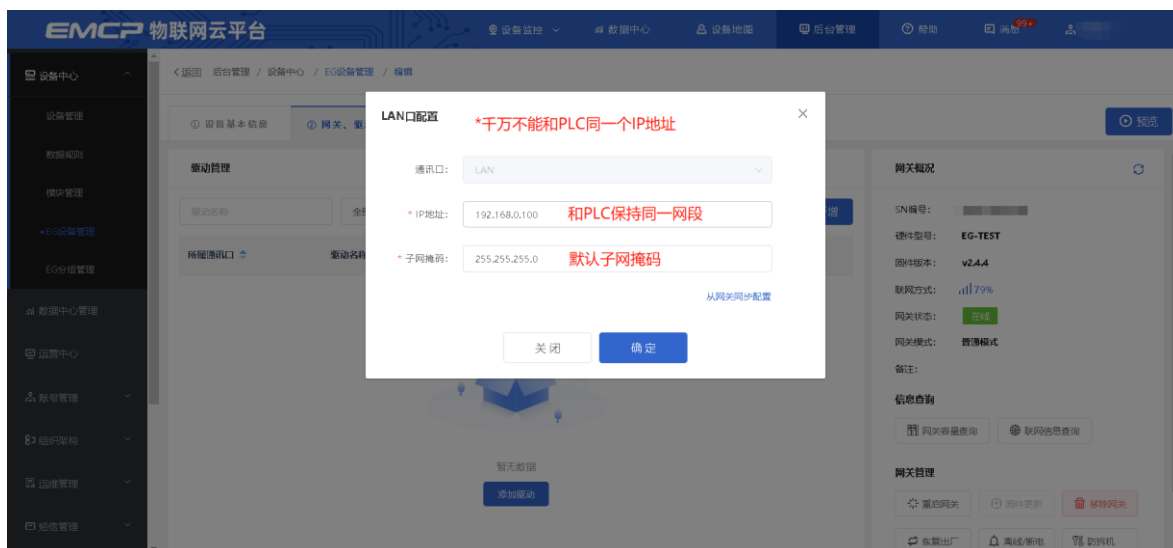 EMCP 物联网云平台
设备监控
数据中心
设备地图
后台管理
帮助
消息
99+
设备中心
设备管理
数据规则
模块管理
•EG设备管理
EG分组管理
数据中心管理
运营中心
账号管理
组织架构
运维管理
短信管理
返回 后台管理 / 设备中心 / EG设备管理 / 编辑
① 设备基本信息
② 网关、驱
预览
驱动管理
驱动名称
全部
增
所属通讯口
驱动名称
暂无数据
添加驱动
LAN口配置
*千万不能和PLC同一个IP地址
通讯口:
LAN
* IP地址:
192.168.0.100
和PLC保持同一网段
* 子网掩码:
255.255.255.0
默认子网掩码
从网关同步配置
关 闭
确 定
网关概况
SN编号:
硬件型号: EG-TEST
固件版本: v2.4.4
联网方式: 79%
网关状态: 在线
网关模式: 普通模式
备注:
信息查询
网关容量查询
联网信息查询
网关管理
重启网关
固件更新
移除网关
恢复出厂
离线/断电
防拆机